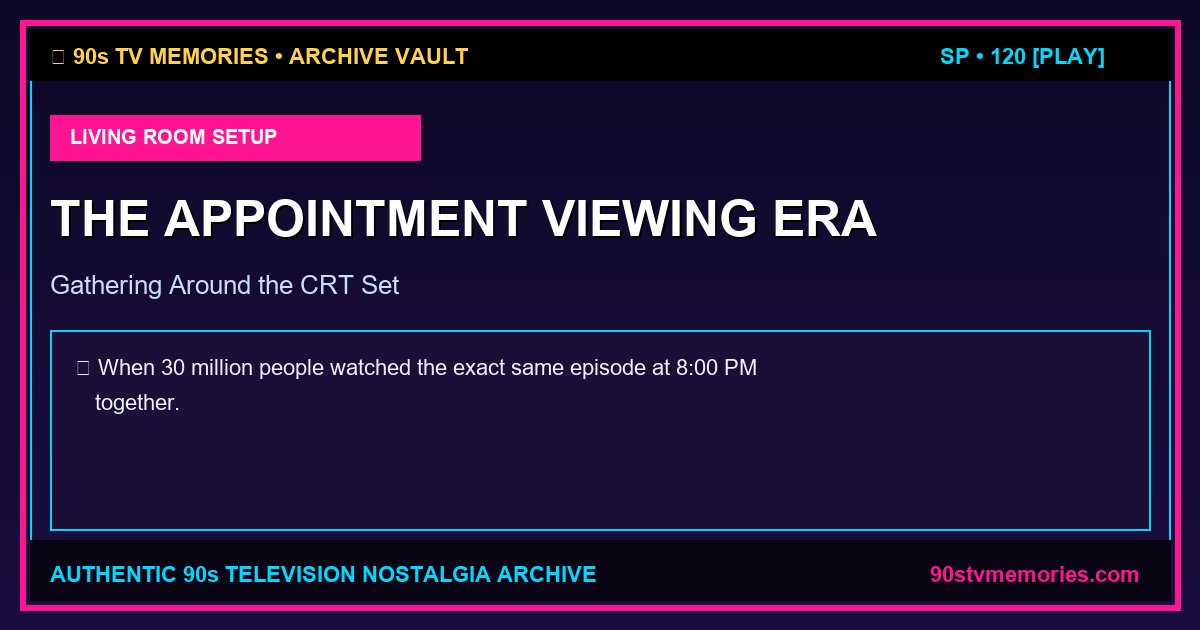 90s TV MEMORIES • ARCHIVE VAULT
SP • 120 [PLAY]
LIVING ROOM SETUP
THE APPOINTMENT VIEWING ERA
Gathering Around the CRT Set
When 30 million people watched the exact same episode at 8:00 PM
together.
AUTHENTIC 90s TELEVISION NOSTALGIA ARCHIVE
90stvmemories.com